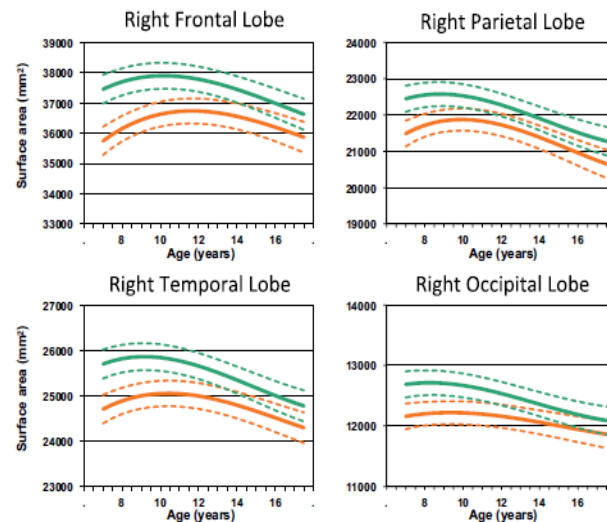 Right Frontal Lobe
Surface area (mm²)
39000
38000
37000
36000
35000
34000
33000
. 8 10 12 14 16 .
Age (years)
Right Parietal Lobe
24000
23000
22000
21000
20000
19000
. 8 10 12 14 16
Age (years)
Right Temporal Lobe
Surface area (mm²)
27000
26000
25000
24000
23000
. 8 10 12 14 16 .
Age (years)
Right Occipital Lobe
13000
12000
11000
. 8 10 12 14 16
Age (years)